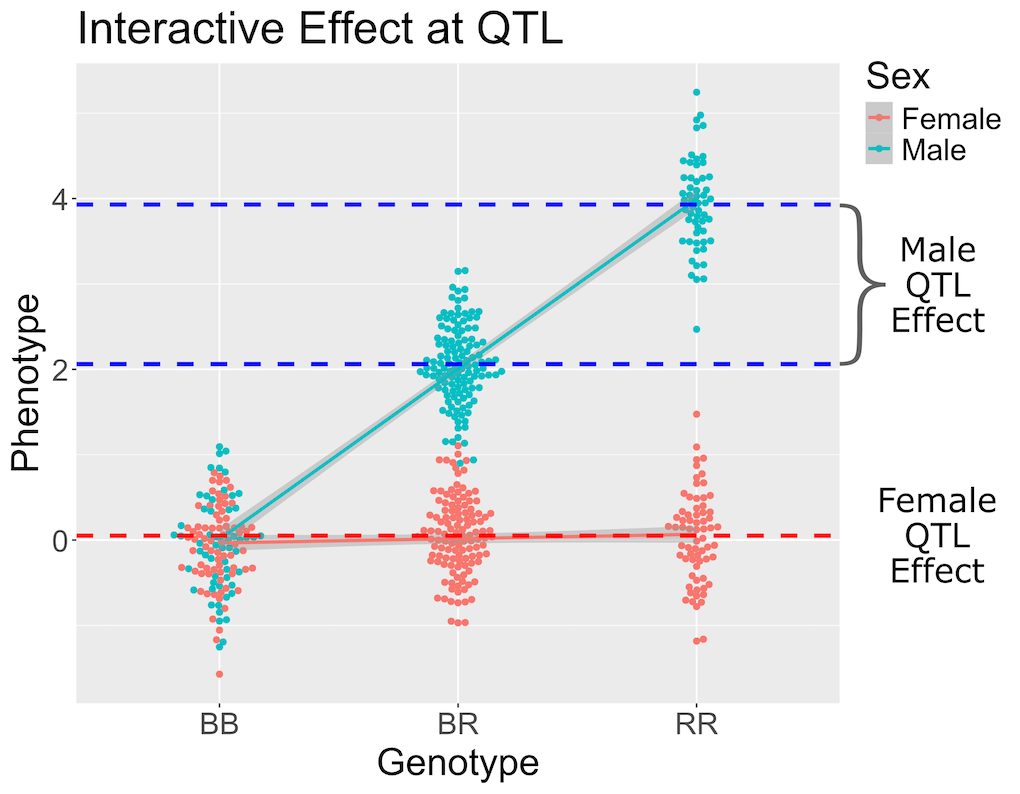 Interactive Effect at QTL
Sex
Female
Male
4
2
0
Phenotype
BB
BR
RR
Genotype
Male
QTL
Effect
Female
QTL
Effect